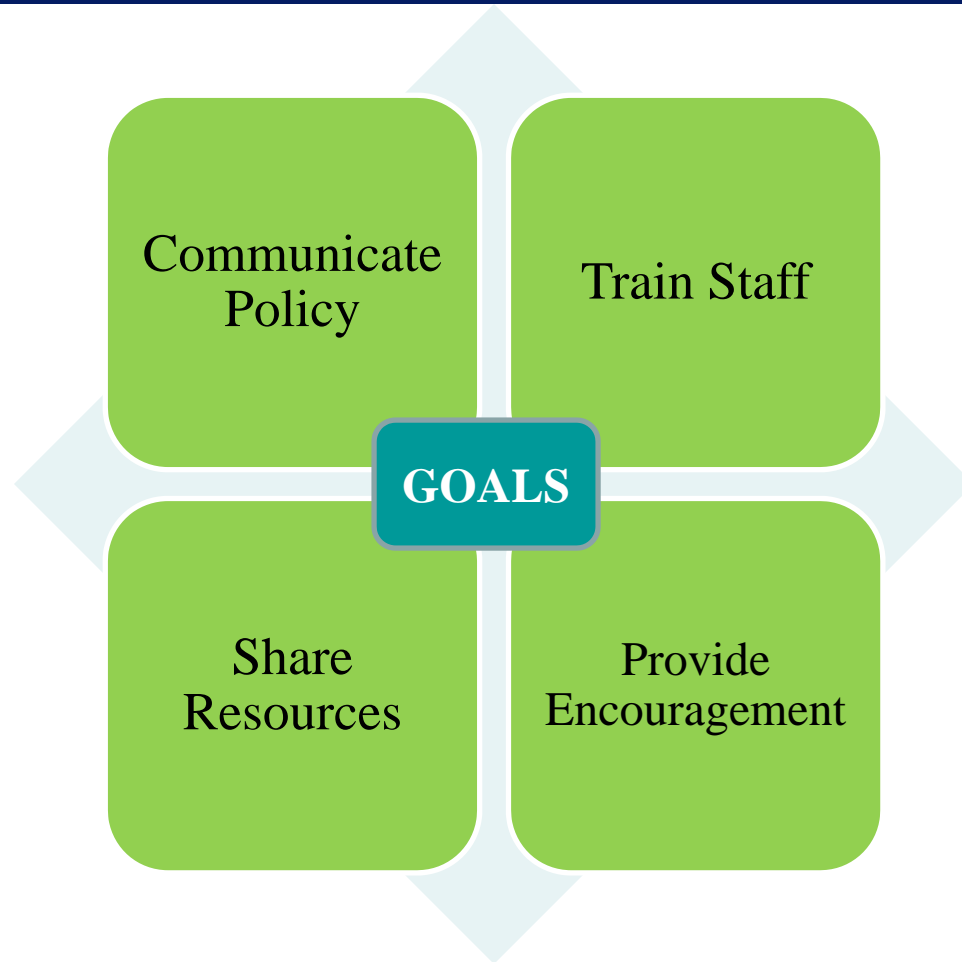 Communicate
Policy
Train Staff
GOALS
Share
Resources
Provide
Encouragement